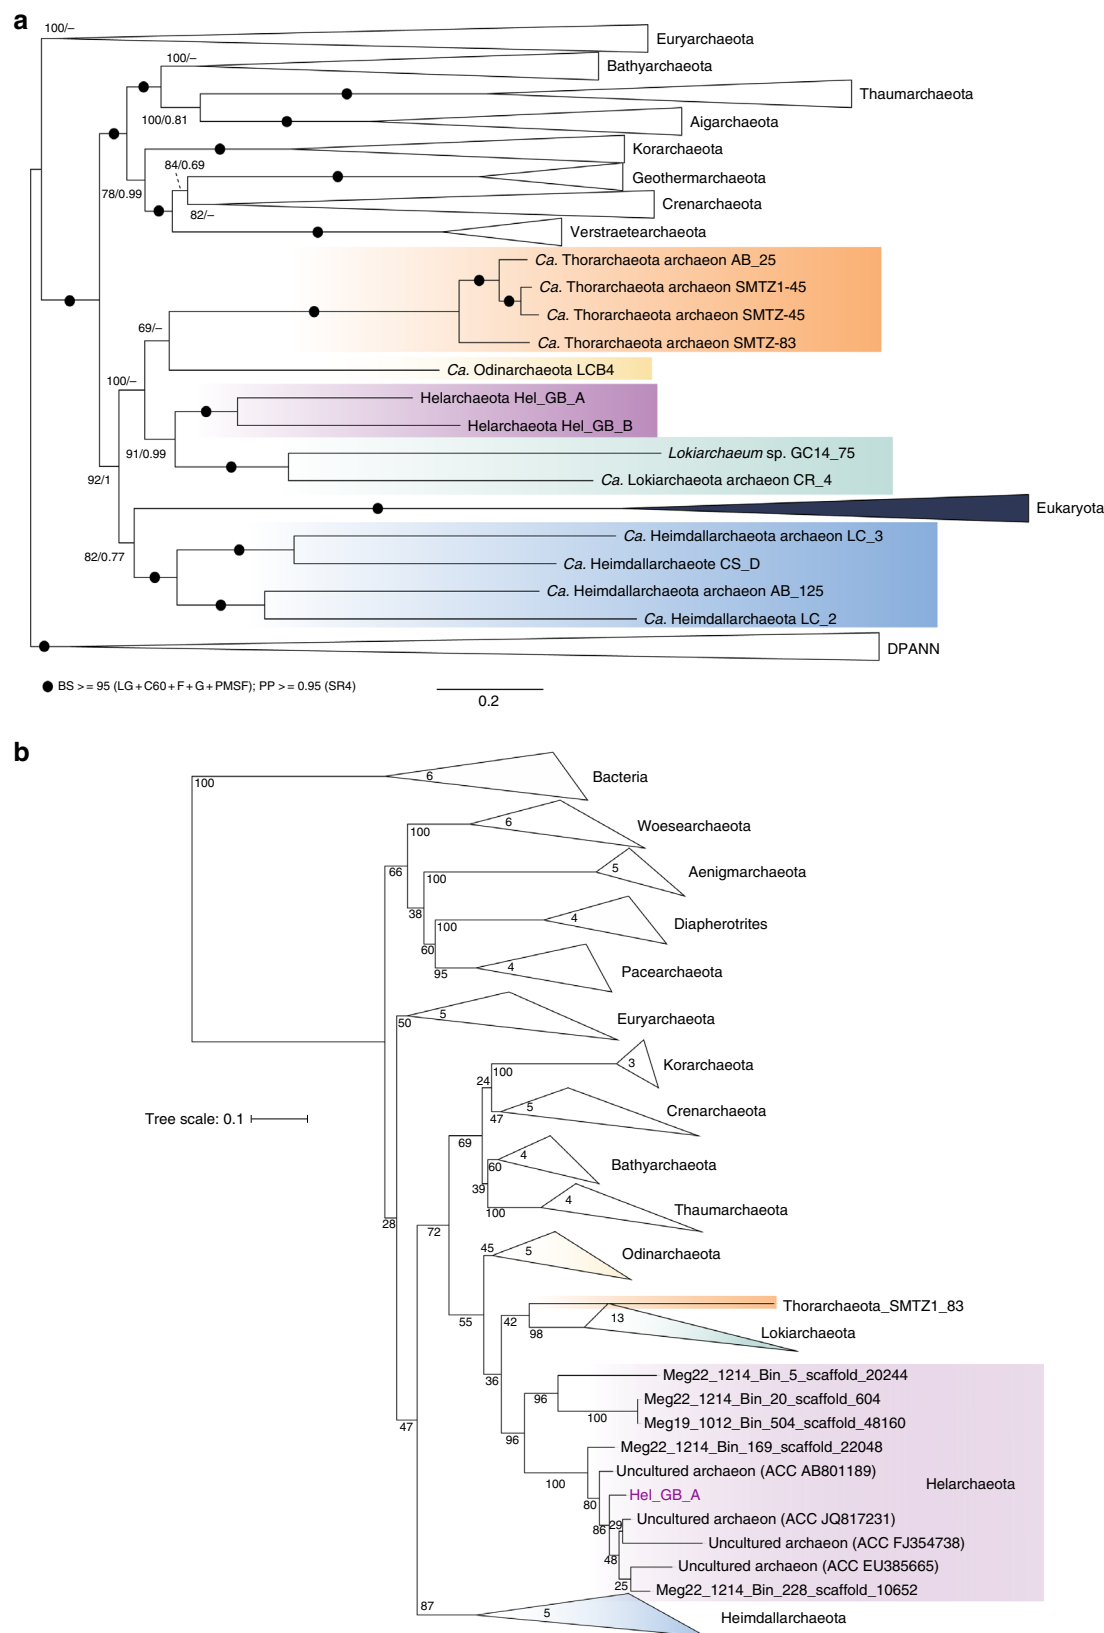 a
100/–
Euryarchaeota
100/–
Bathyarchaeota
Thaumarchaeota
100/0.81
Aigarchaeota
Korarchaeota
84/0.69
Geothermarchaeota
78/0.99
Crenarchaeota
82/–
Verstraetearchaeota
Ca. Thorarchaeota archaeon AB_25
Ca. Thorarchaeota archaeon SMTZ1-45
Ca. Thorarchaeota archaeon SMTZ-45
69/–
Ca. Thorarchaeota archaeon SMTZ-83
Ca. Odinarchaeota LCB4
100/–
Helarchaeota Hel_GB_A
Helarchaeota Hel_GB_B
91/0.99
Lokiarchaeum sp. GC14_75
92/1
Ca. Lokiarchaeota archaeon CR_4
Eukaryota
Ca. Heimdallarchaeota archaeon LC_3
82/0.77
Ca. Heimdallarchaeote CS_D
Ca. Heimdallarchaeota archaeon AB_125
Ca. Heimdallarchaeota LC_2
DPANN
BS >= 95 (LG+C60+F+G+PMSF); PP >= 0.95 (SR4)
0.2
b
100
6
Bacteria
6
Woesearchaeota
100
66
5
Aenigmarchaeota
100
38
4
Diapherotrites
100
60
4
Pacearchaeota
95
5
Euryarchaeota
50
3
Korarchaeota
100
24
5
Crenarchaeota
47
Tree scale: 0.1
69
4
Bathyarchaeota
60
39
4
Thaumarchaeota
100
28
72
45
5
Odinarchaeota
Thorarchaeota_SMTZ1_83
55
42
13
98
Lokiarchaeota
36
Meg22_1214_Bin_5_scaffold_20244
96
Meg22_1214_Bin_20_scaffold_604
100
Meg19_1012_Bin_504_scaffold_48160
47
96
Meg22_1214_Bin_169_scaffold_22048
100
Uncultured archaeon (ACC AB801189)
Helarchaeota
80
Hel_GB_A
86
29
Uncultured archaeon (ACC JQ817231)
Uncultured archaeon (ACC FJ354738)
48
Uncultured archaeon (ACC EU385665)
25
Meg22_1214_Bin_228_scaffold_10652
87
5
Heimdallarchaeota